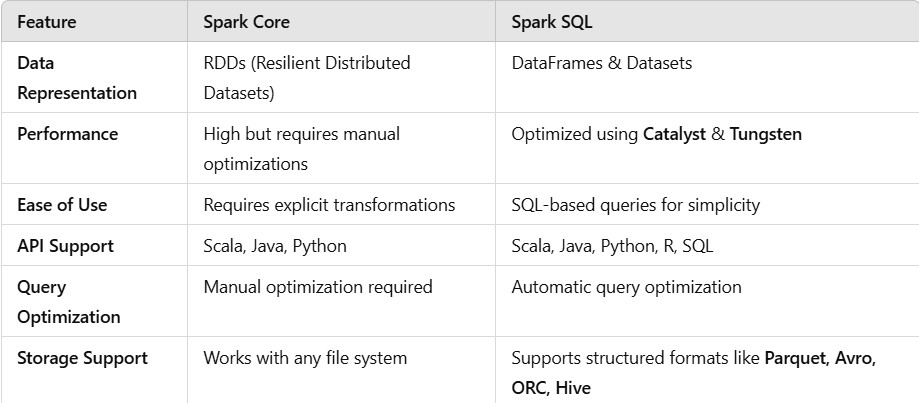 Feature Spark Core Spark SQL
Data Representation RDDs (Resilient Distributed Datasets) DataFrames & Datasets
Performance High but requires manual optimizations Optimized using Catalyst & Tungsten
Ease of Use Requires explicit transformations SQL-based queries for simplicity
API Support Scala, Java, Python Scala, Java, Python, R, SQL
Query Optimization Manual optimization required Automatic query optimization
Storage Support Works with any file system Supports structured formats like Parquet, Avro, ORC, Hive